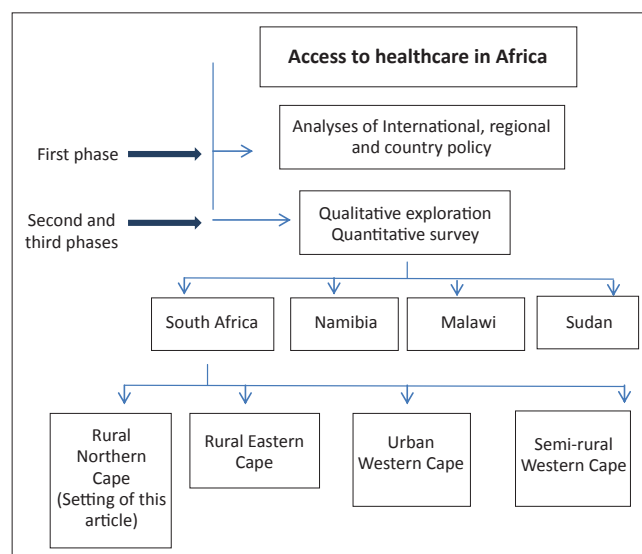 Access to healthcare in Africa
First phase
Analyses of International, regional
and country policy
Second and
third phases
Qualitative exploration
Quantitative survey
South Africa
Namibia
Malawi
Sudan
Rural
Northern
Cape
(Setting of this
article)
Rural Eastern
Cape
Urban
Western Cape
Semi-rural
Western Cape